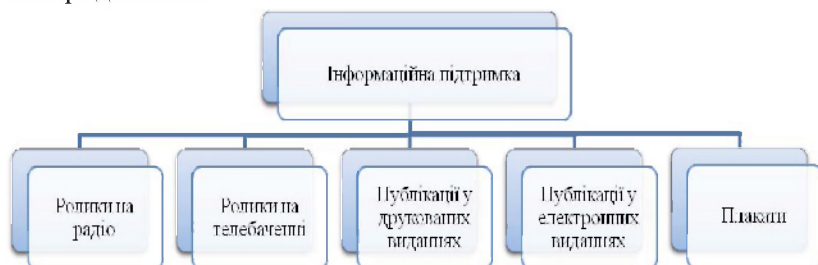 Інформаційна підтримка
Ролики на
радіо
Ролики на
телебаченні
Публікації у
друкованих
виданнях
Публікації у
електронних
виданнях
Плакати